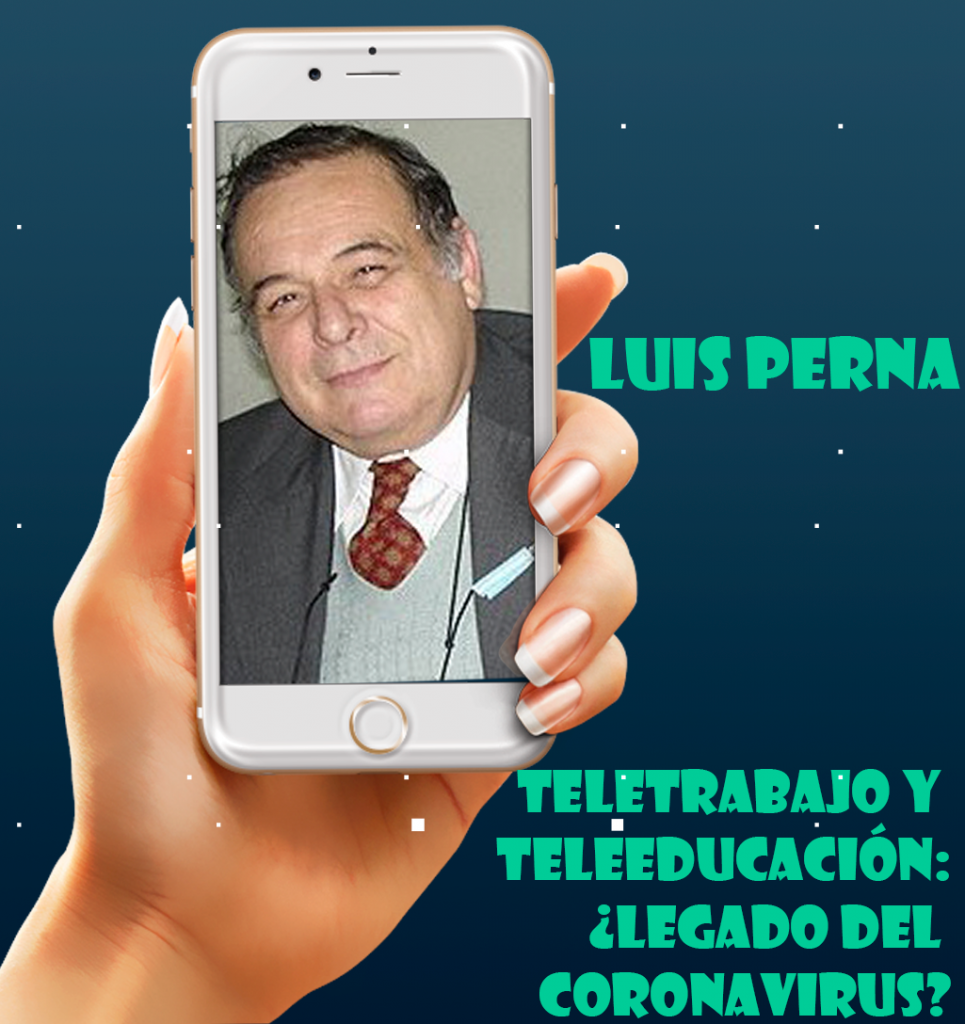 LUIS PERNA
TELETRABAJO Y
TELEEDUCACIÓN:
¿LEGADO DEL
CORONAVIRUS?